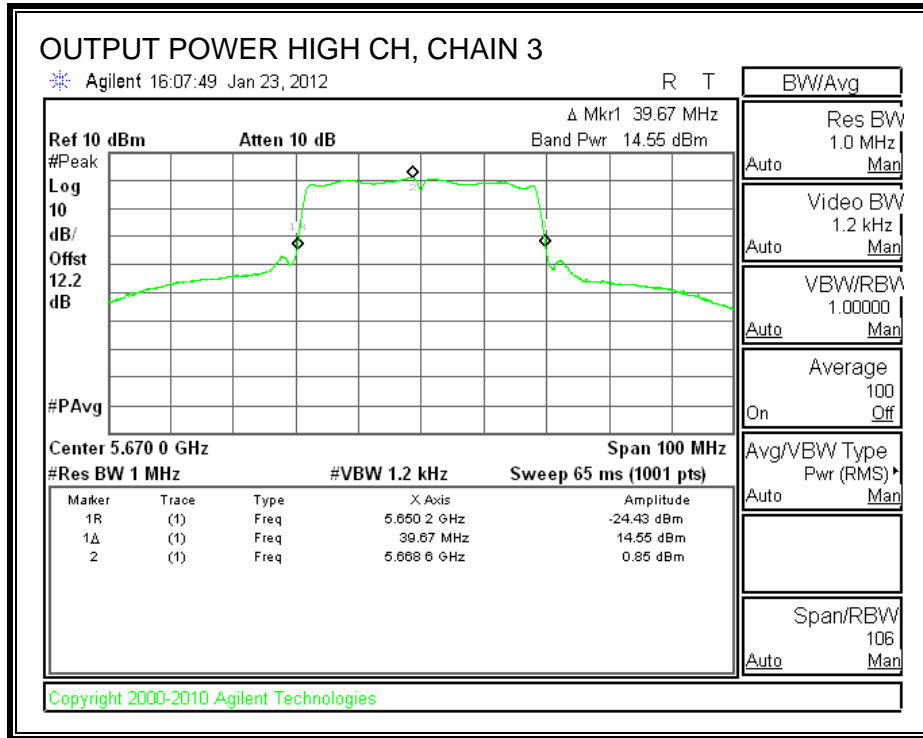 OUTPUT POWER HIGH CH, CHAIN 3
Agilent 16:07:49 Jan 23, 2012 R T
Δ Mkr1 39.67 MHz
Ref 10 dBm Atten 10 dB Band Pwr 14.55 dBm
#Peak
Log
10
dB/
Offst
12.2
dB
#PAvg
1R
2
Center 5.670 0 GHz Span 100 MHz
#Res BW 1 MHz #VBW 1.2 kHz Sweep 65 ms (1001 pts)
Marker Trace Type X Axis Amplitude
1R (1) Freq 5.650 2 GHz -24.43 dBm
1Δ (1) Freq 39.67 MHz 14.55 dBm
2 (1) Freq 5.668 6 GHz 0.85 dBm
BW/Avg
Res BW
1.0 MHz
Auto Man
Video BW
1.2 kHz
Auto Man
VBW/RBW
1.00000
Auto Man
Average
100
On Off
Avg/VBW Type
Pwr (RMS)
Auto Man
Span/RBW
106
Auto Man
Copyright 2000-2010 Agilent Technologies